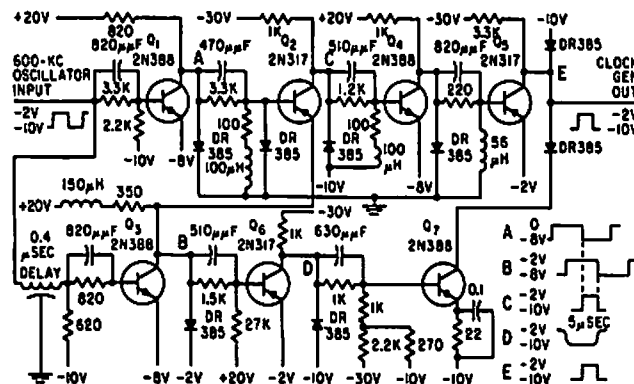 +20V 820 -30V 1K +20V 1K -30V 3.3K -10V
820μμF Q1 2N388 A 470μμF Q2 2N317 C 510μμF Q4 2N388 820μμF Q5 2N317 DR385 E
600-KC
OSCILLATOR
INPUT
CLOCK
GEN
OUT
3.3K 3.3K 1.2K 220
-2V
-10V
2.2K 100 100
-2V
-10V
DR
385
100μH
DR
385
DR
385
100
μH
DR
385
56
μH
DR385
-10V -8V -10V -8V -2V
150μH 350
+20V
-30V
0.4
μSEC
DELAY
820μμF Q3 2N388 B 510μμF Q6 2N317 1K 630μμF Q7 2N388
D
820 1.5K 1K
0.1
620
DR
385
27K
DR
385
1K
2.2K 270
22
-10V -8V -2V +20V -2V -10V -30V -10V -10V
A 0
-8V
B -2V
-8V
C -2V
-10V
5μSEC
D -2V
-10V
E -2V
-10V